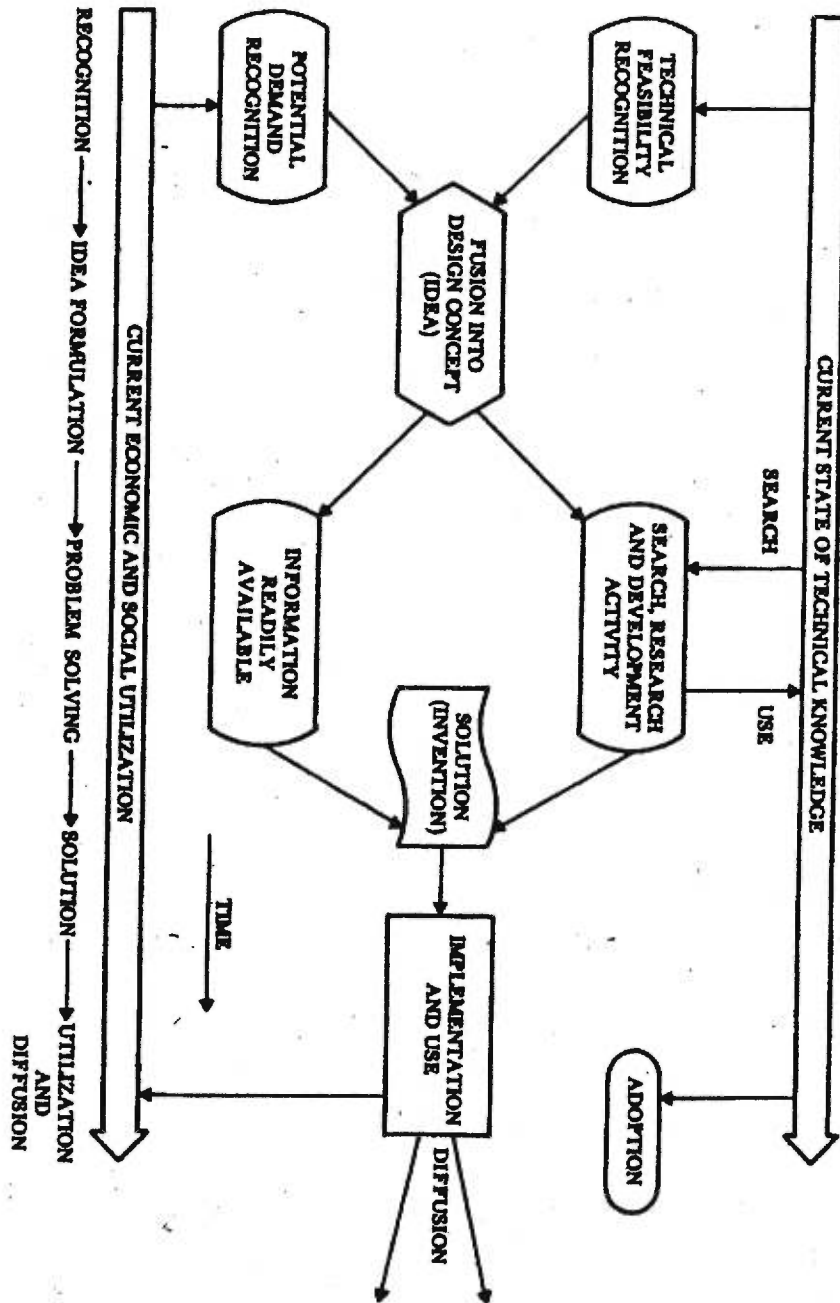 CURRENT STATE OF TECHNICAL KNOWLEDGE
TECHNICAL
FEASIBILITY
RECOGNITION
SEARCH
USE
SEARCH, RESEARCH
AND DEVELOPMENT
ACTIVITY
ADOPTION
FUSION INTO
DESIGN CONCEPT
(IDEA)
SOLUTION
(INVENTION)
IMPLEMENTATION
AND USE
DIFFUSION
POTENTIAL
DEMAND
RECOGNITION
INFORMATION
READILY
AVAILABLE
TIME
CURRENT ECONOMIC AND SOCIAL UTILIZATION
RECOGNITION → IDEA FORMULATION → PROBLEM SOLVING → SOLUTION → UTILIZATION
AND
DIFFUSION